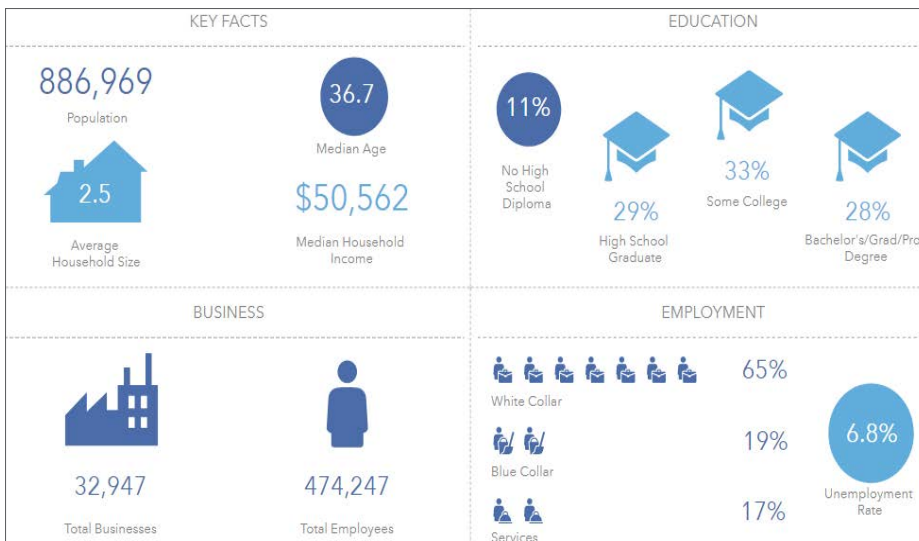 KEY FACTS
886,969
Population
36.7
Median Age
2.5
Average
Household Size
$50,562
Median Household
Income
EDUCATION
11%
No High
School
Diploma
29%
High School
Graduate
33%
Some College
28%
Bachelor's/Grad/Pro
Degree
BUSINESS
32,947
Total Businesses
474,247
Total Employees
EMPLOYMENT
65%
White Collar
19%
Blue Collar
17%
Services
6.8%
Unemployment
Rate